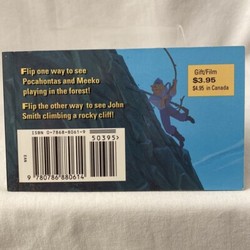 Flip one way to see
Pocahontas and Meeko
playing in the forest!
Flip the other way to see John
Smith climbing a rocky cliff!
Gift/Film
$3.95
$4.95 in Canada
ISBN 0-7868-8061-9
50395>
9 780786 880614